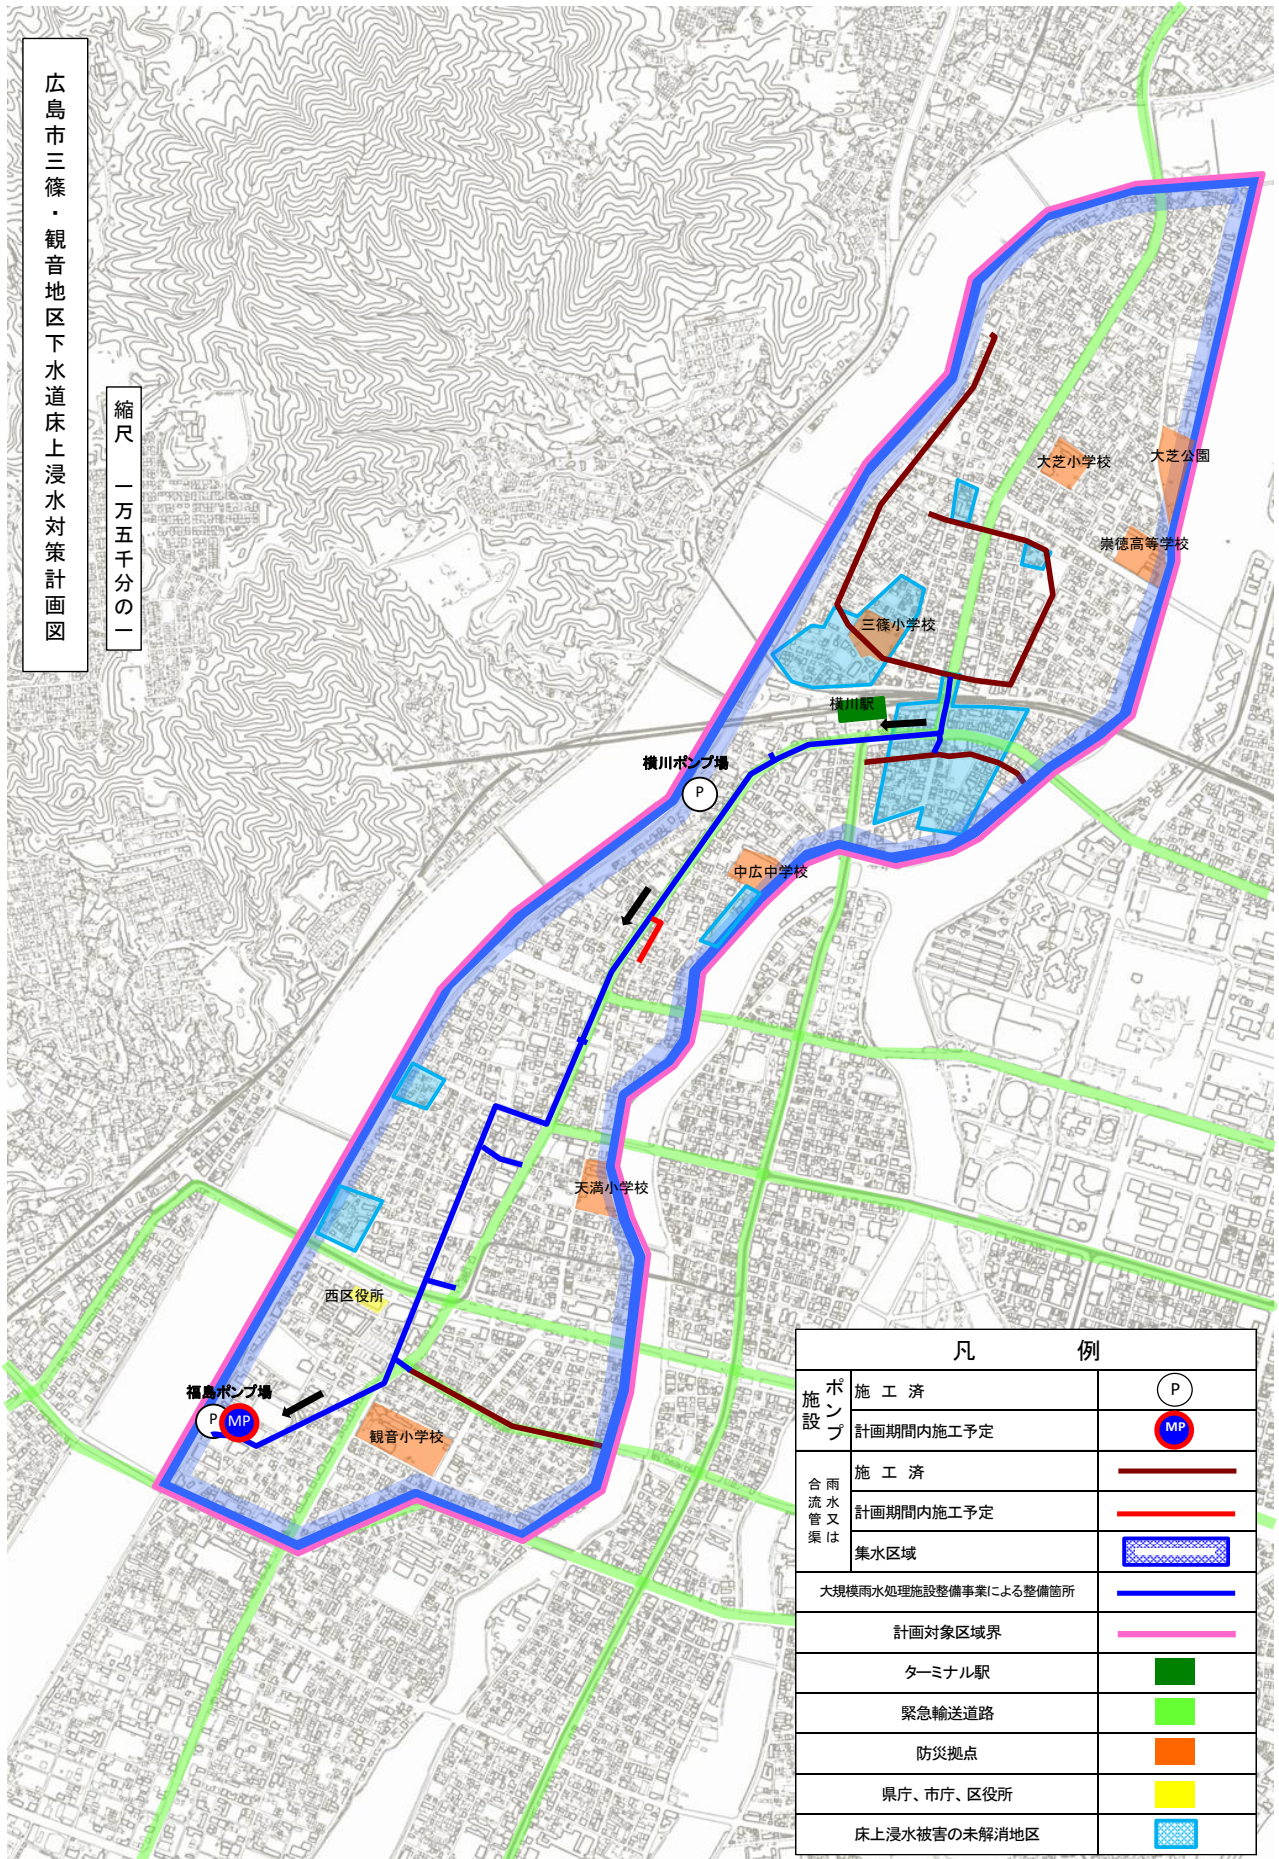 広島市三篠・観音地区下水道床上浸水対策計画図
縮尺　一万五千分の一
大芝小学校
大芝公園
崇徳高等学校
三篠小学校
横川駅
横川ポンプ場
P
中広中学校
天満小学校
西区役所
福島ポンプ場
P
MP
観音小学校
凡　例
ポンプ施設
施工済
P
計画期間内施工予定
MP
雨水又は合流管渠
施工済
計画期間内施工予定
集水区域
大規模雨水処理施設整備事業による整備箇所
計画対象区域界
ターミナル駅
緊急輸送道路
防災拠点
県庁、市庁、区役所
床上浸水被害の未解消地区